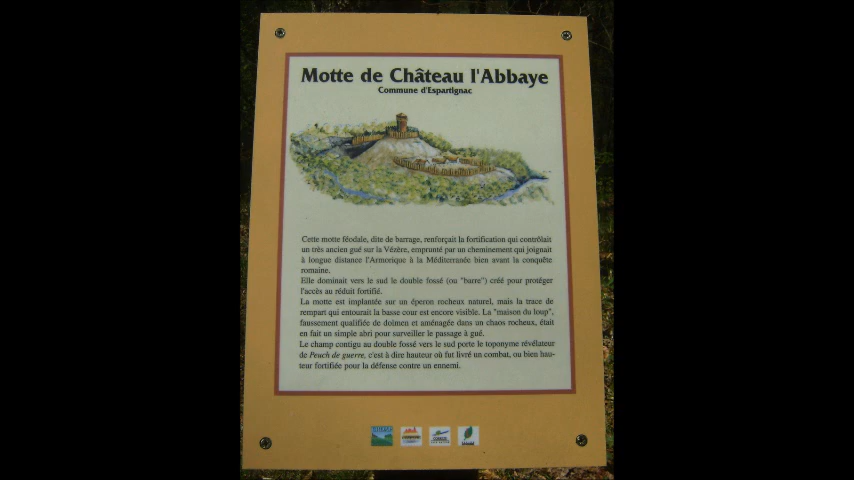 Motte de Château l'Abbaye
Commune d'Espartignac
Cette motte féodale, dite de barrage, renforçait la fortification qui contrôlait
un très ancien gué sur la Vézère, emprunté par un cheminement qui joignait
à longue distance l'Armorique à la Méditerranée bien avant la conquête
romaine.
Elle dominait vers le sud le double fossé (ou "barre") créé pour protéger
l'accès au réduit fortifié.
La motte est implantée sur un éperon rocheux naturel, mais la trace de
rempart qui entourait la basse cour est encore visible. La "maison du loup",
faussement qualifiée de dolmen et aménagée dans un chaos rocheux, était
en fait un simple abri pour surveiller le passage à gué.
Le champ contigu au double fossé vers le sud porte le toponyme révélateur
de Peuch de guerre, c'est à dire hauteur où fut livré un combat, ou bien hau-
teur fortifiée pour la défense contre un ennemi.